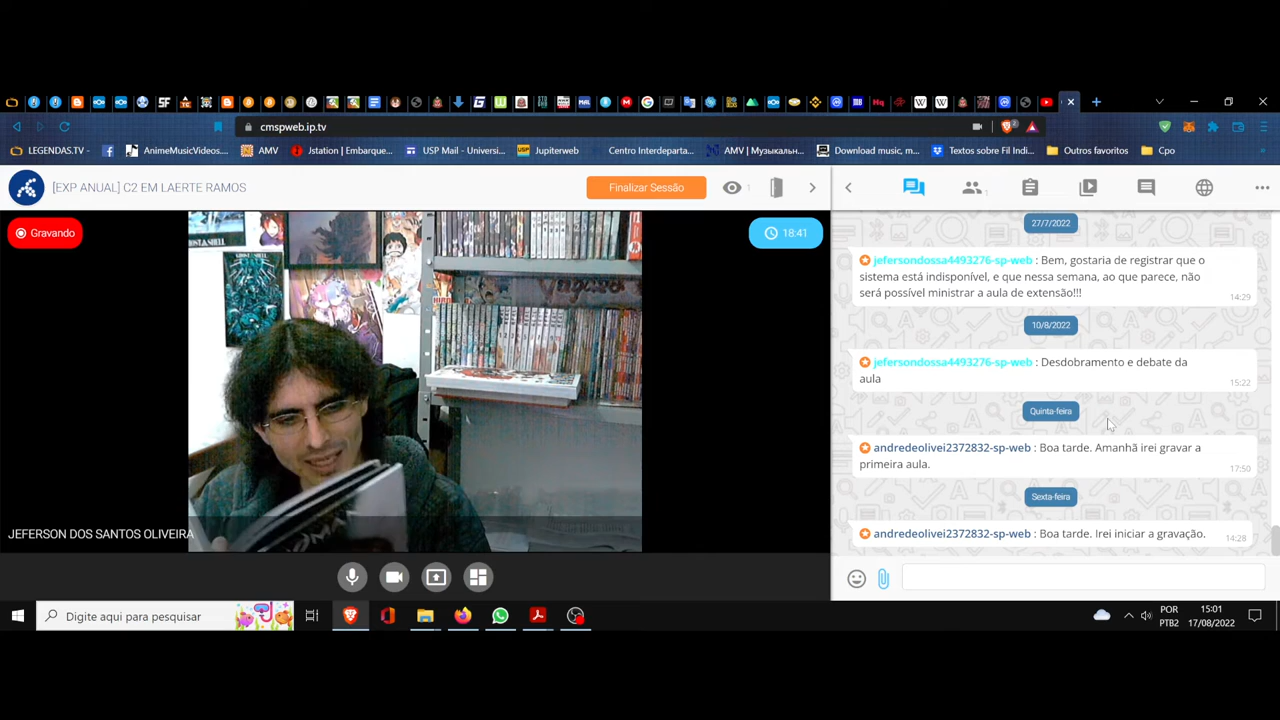 cmspweb.ip.tv
2
LEGENDAS.TV -
AnimeMusicVideos...
AMV
Jstation | Embarque...
USP Mail - Universi...
Jupiterweb
Centro Interdeparta...
AMV | Музыкальн...
Download music, m...
Textos sobre Fil Indi...
Outros favoritos
Cpo
[EXP ANUAL] C2 EM LAERTE RAMOS
Finalizar Sessão
1
1
Gravando
18:41
27/7/2022
jefersondossa4493276-sp-web : Bem, gostaria de registrar que o
sistema está indisponível, e que nessa semana, ao que parece, não
será possível ministrar a aula de extensão!!!
14:29
10/8/2022
jefersondossa4493276-sp-web : Desdobramento e debate da
aula
15:22
Quinta-feira
andredeolivei2372832-sp-web : Boa tarde. Amanhã irei gravar a
primeira aula.
17:50
Sexta-feira
andredeolivei2372832-sp-web : Boa tarde. Irei iniciar a gravação.
14:28
JEFERSON DOS SANTOS OLIVEIRA
Digite aqui para pesquisar
POR
PTB2
15:01
17/08/2022